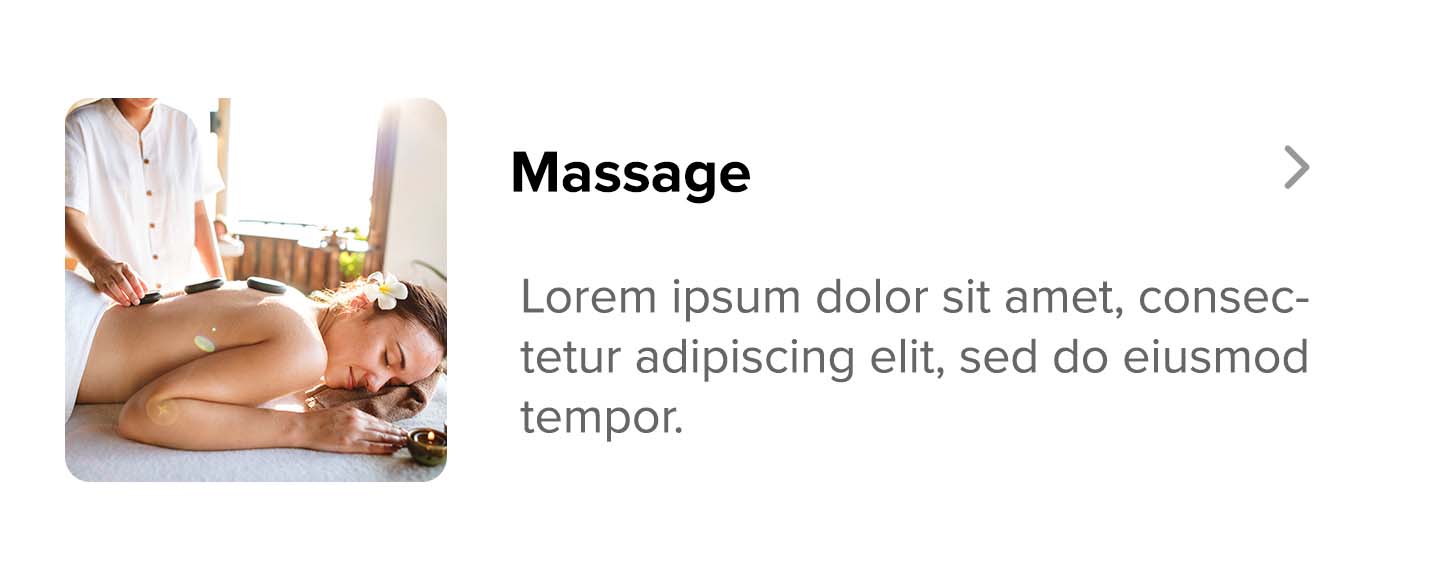 Massage
Lorem ipsum dolor sit amet, consec-
tetur adipiscing elit, sed do eiusmod
tempor.